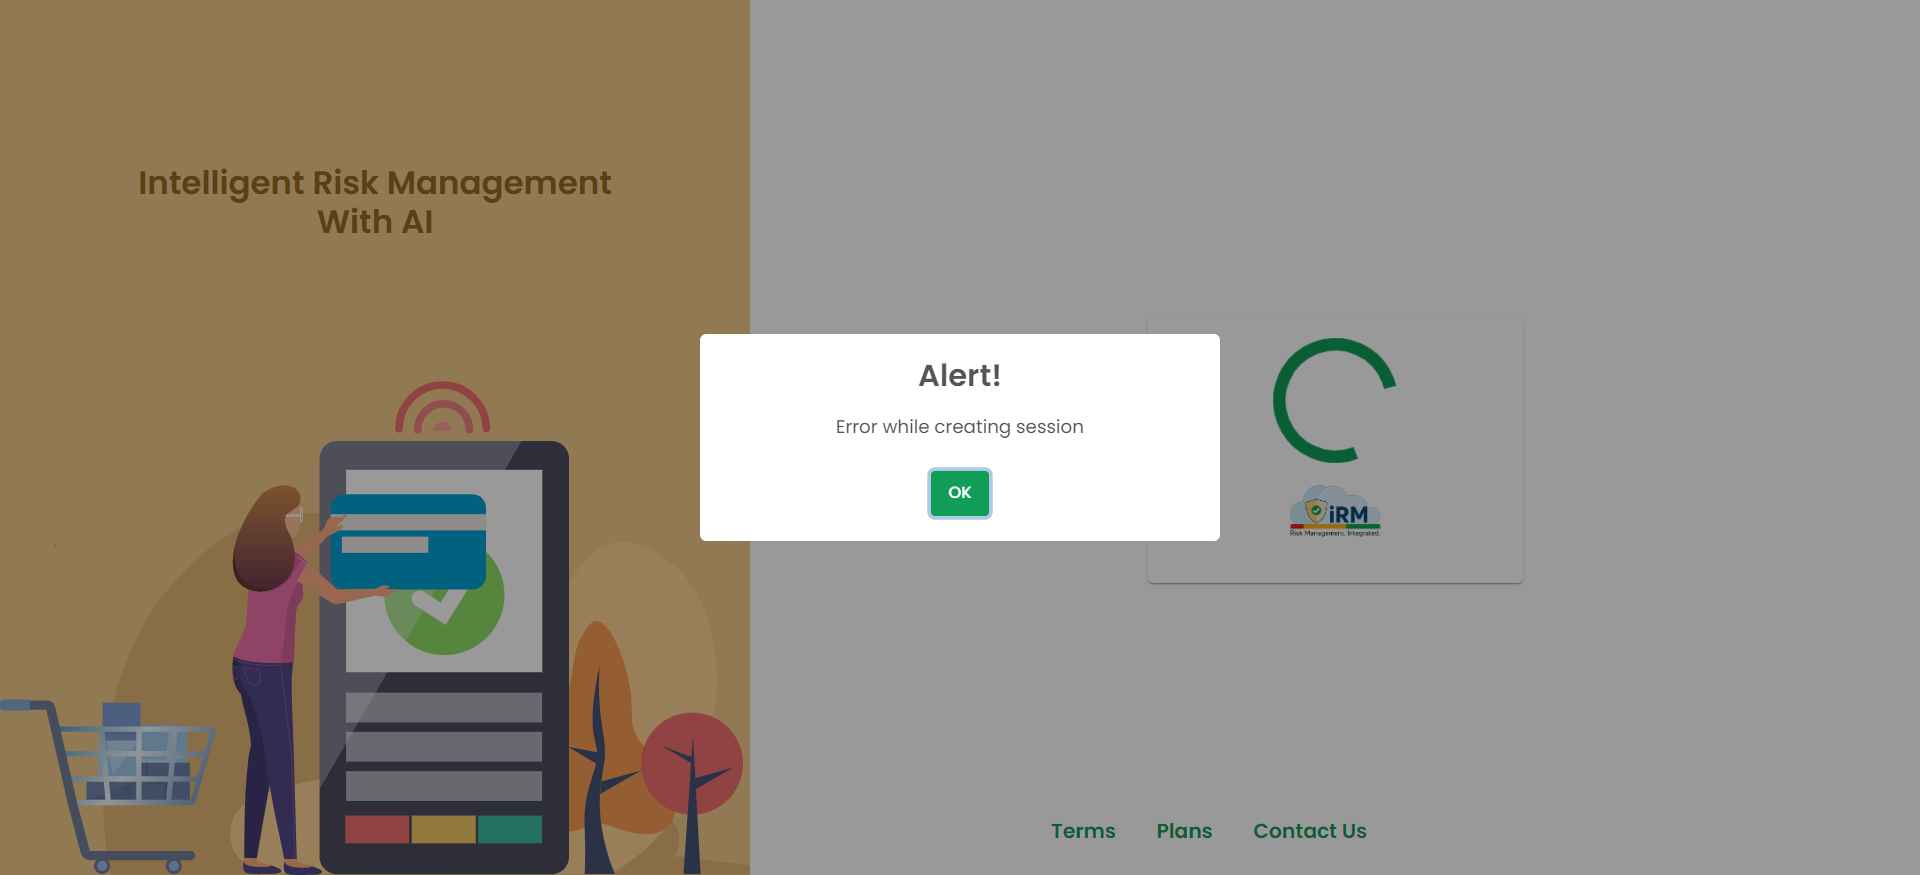 Intelligent Risk Management
With AI
Alert!
Error while creating session
OK
iRM
Risk Management, Integrated.
Terms
Plans
Contact Us